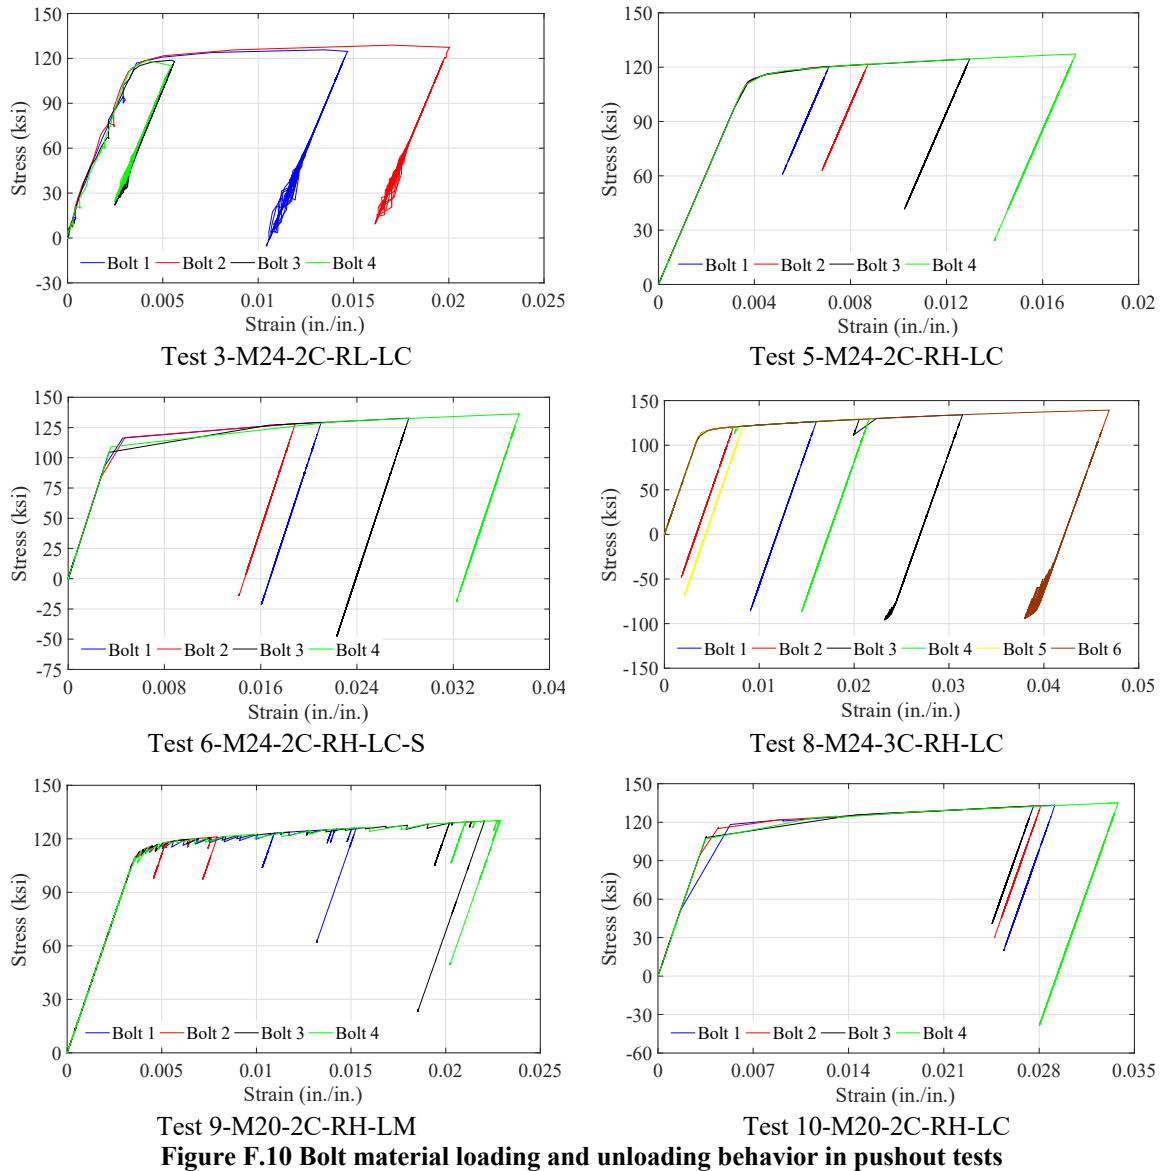 150
120
90
60
30
0
-30
Stress (ksi)
Bolt 1 Bolt 2 Bolt 3 Bolt 4
0 0.005 0.01 0.015 0.02 0.025
Strain (in./in.)
Test 3-M24-2C-RL-LC
150
120
90
60
30
0
Stress (ksi)
Bolt 1 Bolt 2 Bolt 3 Bolt 4
0 0.004 0.008 0.012 0.016 0.02
Strain (in./in.)
Test 5-M24-2C-RH-LC
150
125
100
75
50
25
0
-25
-50
-75
Stress (ksi)
Bolt 1 Bolt 2 Bolt 3 Bolt 4
0 0.008 0.016 0.024 0.032 0.04
Strain (in./in.)
Test 6-M24-2C-RH-LC-S
150
100
50
0
-50
-100
-150
Stress (ksi)
Bolt 1 Bolt 2 Bolt 3 Bolt 4 Bolt 5 Bolt 6
0 0.01 0.02 0.03 0.04 0.05
Strain (in./in.)
Test 8-M24-3C-RH-LC
150
120
90
60
30
0
Stress (ksi)
Bolt 1 Bolt 2 Bolt 3 Bolt 4
0 0.005 0.01 0.015 0.02 0.025
Strain (in./in.)
Test 9-M20-2C-RH-LM
150
120
90
60
30
0
-30
-60
Stress (ksi)
Bolt 1 Bolt 2 Bolt 3 Bolt 4
0 0.007 0.014 0.021 0.028 0.035
Strain (in./in.)
Test 10-M20-2C-RH-LC
Figure F.10 Bolt material loading and unloading behavior in pushout tests